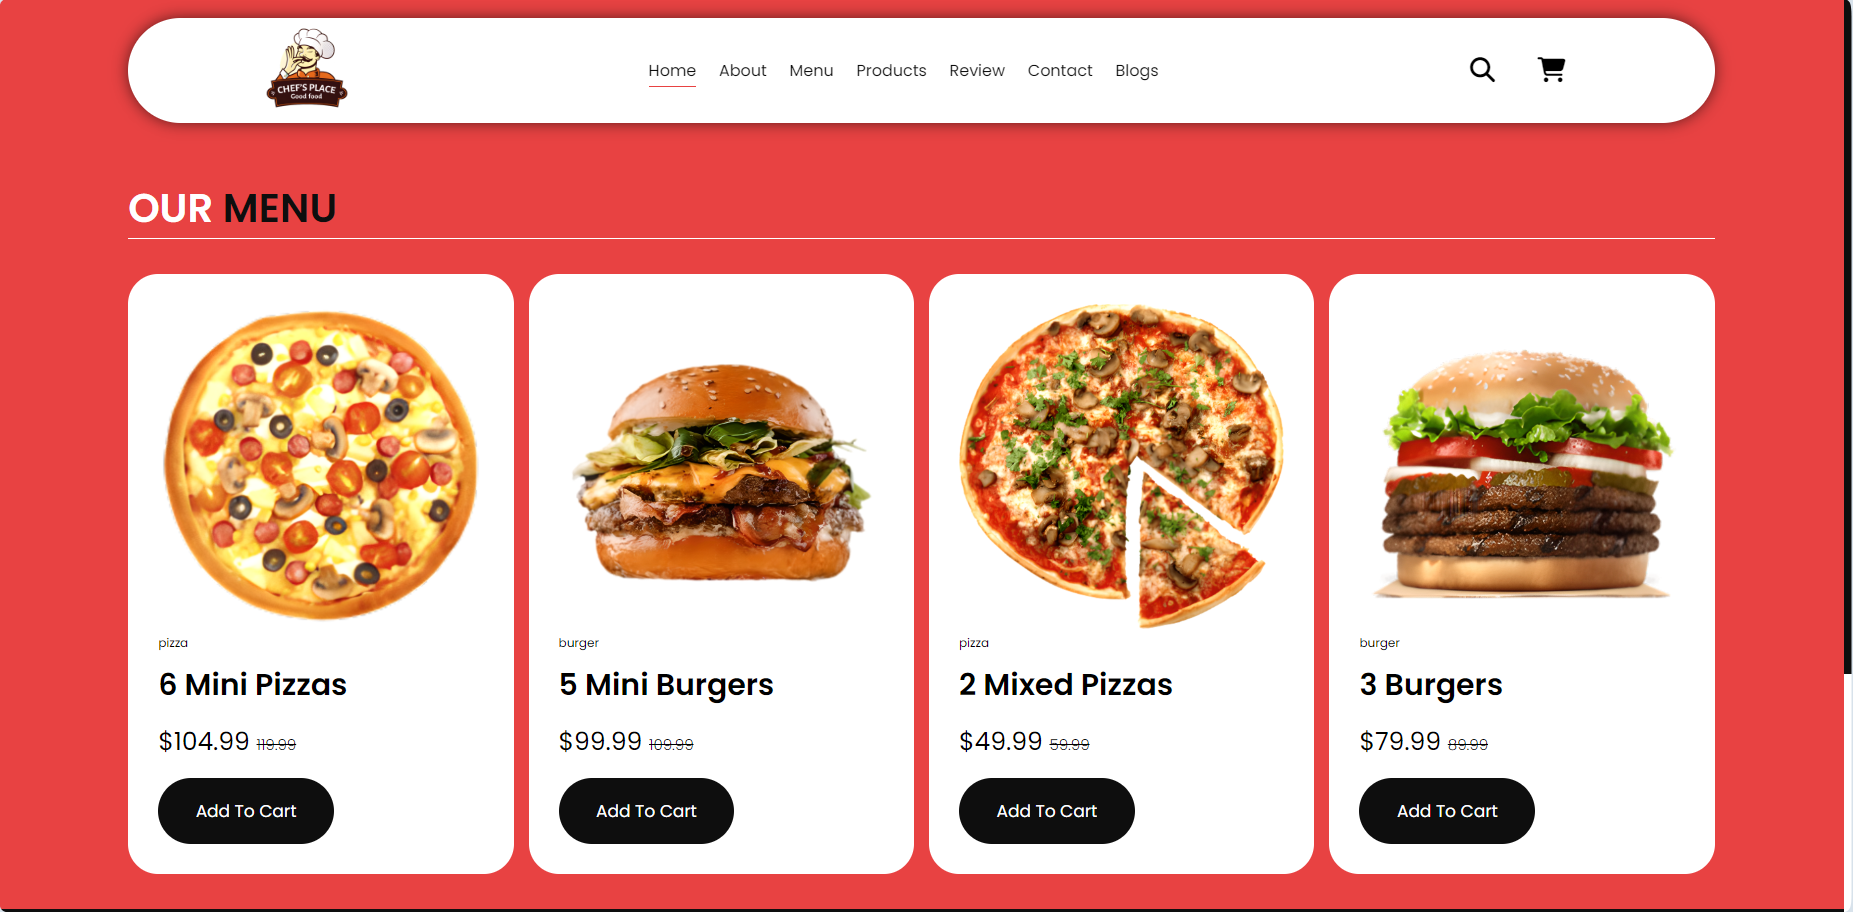 CHEF'S PLACE
Good food
Home About Menu Products Review Contact Blogs
OUR MENU
pizza
6 Mini Pizzas
$104.99 119.99
Add To Cart
burger
5 Mini Burgers
$99.99 109.99
Add To Cart
pizza
2 Mixed Pizzas
$49.99 59.99
Add To Cart
burger
3 Burgers
$79.99 89.99
Add To Cart